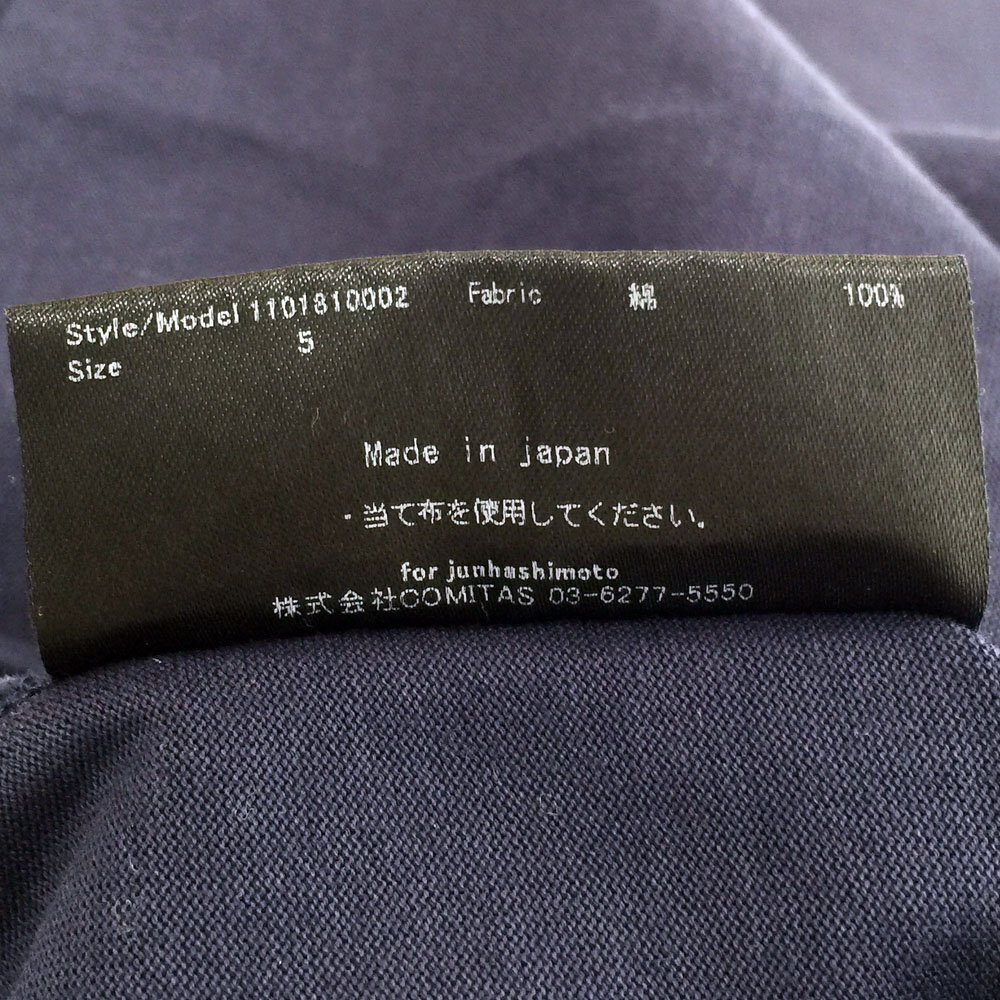 Style/Model 1101810002 Fabric 綿 100%
Size 5
Made in japan
・当て布を使用してください。
for junhashimoto
株式会社COMITAS 03-6277-5550